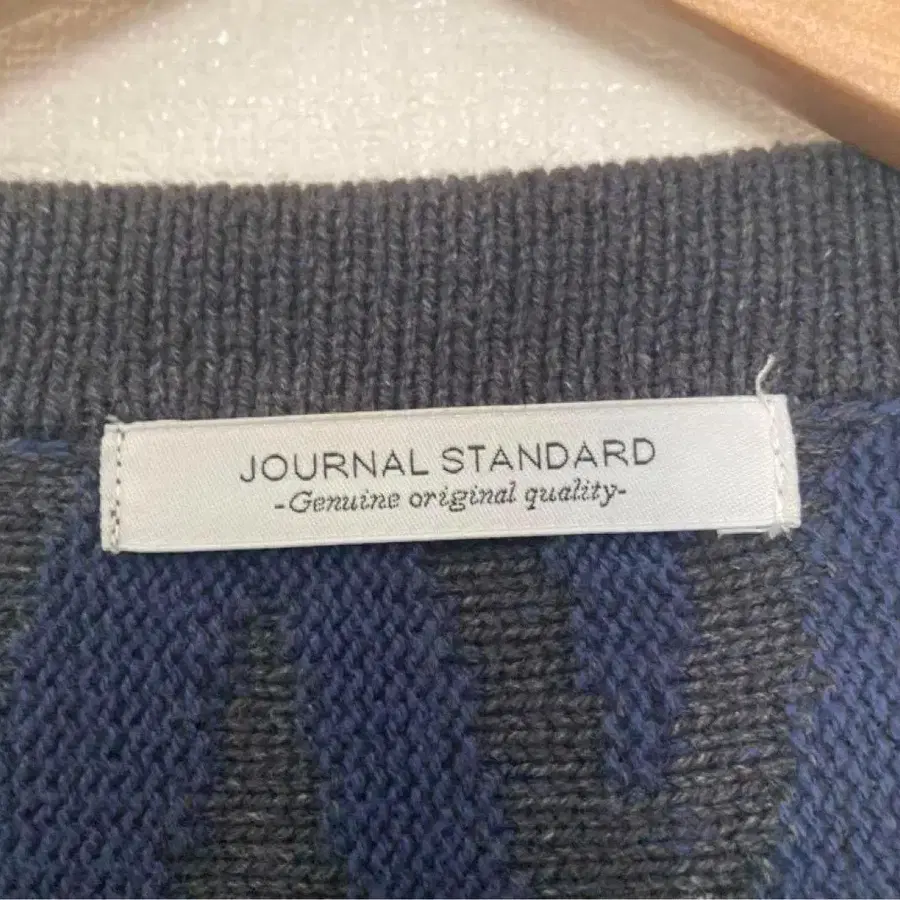 JOURNAL STANDARD
-Genuine original quality-